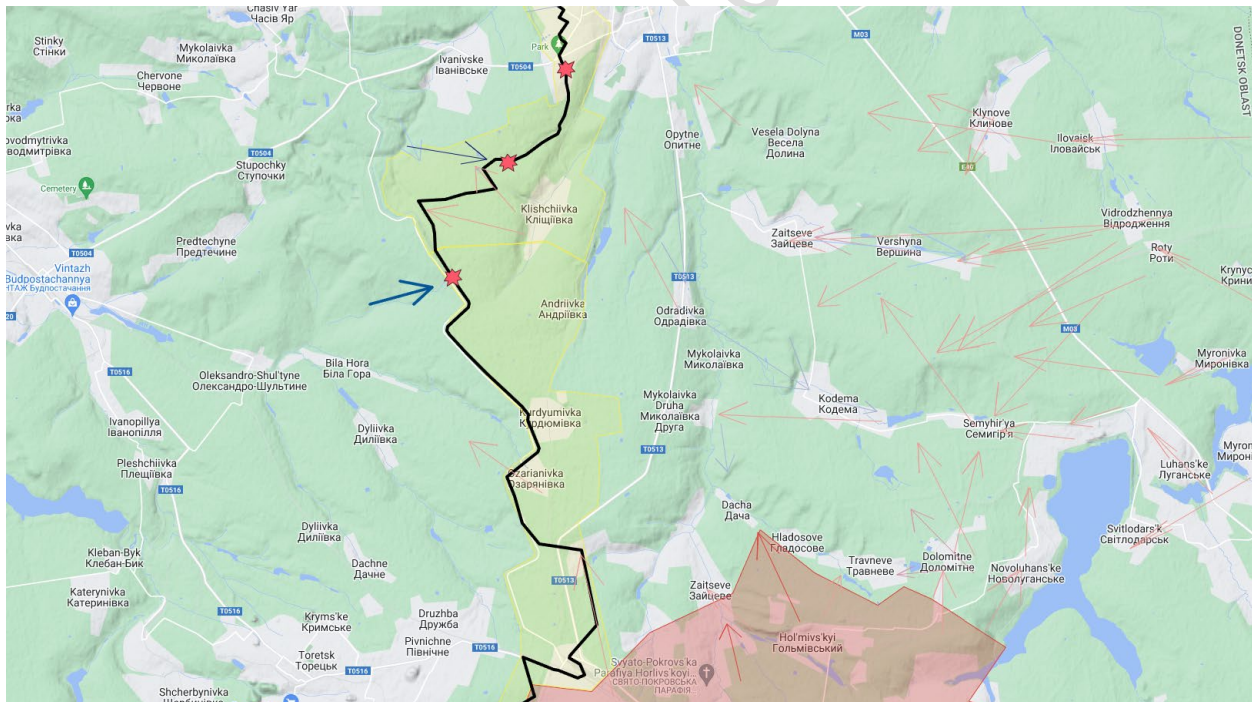 Chasiv Yar
Часів Яр
Stinky
Стінки
Mykolaivka
Миколаївка
Chervone
Червоне
Park
T0513
M03
DONETSK OBLAST
Ivanivske
Іванівське
T0504
T0504
Klynove
Клинове
Ilovaisk
Іловайськ
Opytne
Опитне
Vesela Dolyna
Весела
Долина
E40
Stupochky
Ступочки
Cemetery
Klishchiivka
Кліщіївка
Zaitseve
Зайцеве
Vershyna
Вершина
Vidrodzhennya
Відродження
Roty
Роти
Predtechyne
Предтечине
T0504
Vintazh
Budpostachannya
T0513
Andriivka
Андріївка
Odradivka
Одрадівка
M03
Mykolaivka
Миколаївка
Myronivka
Миронівка
T0516
Oleksandro-Shul'tyne
Олександро-Шультине
Bila Hora
Біла Гора
Kodema
Кодема
Mykolaivka
Druha
Миколаївка
Друга
Kurdyumivka
Курдюмівка
Semyhir'ya
Семигір'я
Ivanopillya
Іванопілля
Dyliivka
Диліївка
T0513
Pleshchiivka
Плещіївка
T0516
Luhans'ke
Луганське
Ozarianivka
Озарянівка
Dacha
Дача
Svitlodars'k
Світлодарськ
Dyliivka
Диліївка
Hladosove
Гладосове
Kleban-Byk
Клебан-Бик
Dachne
Дачне
T0513
Travneve
Травневе
Dolomitne
Доломітне
Novoluhans'ke
Новолуганське
Zaitseve
Зайцеве
Katerynivka
Катеринівка
T0516
Kryms'ke
Кримське
Druzhba
Дружба
Pivnichne
Північне
T0516
Hol'mivs'kyi
Гольмівський
Toretsk
Торецьк
Svyato-Pokrovs'ka
Parafiya Horlivs'koyi...
СВЯТО-ПОКРОВСЬКА
ПАРАФІЯ
Shcherbynivka